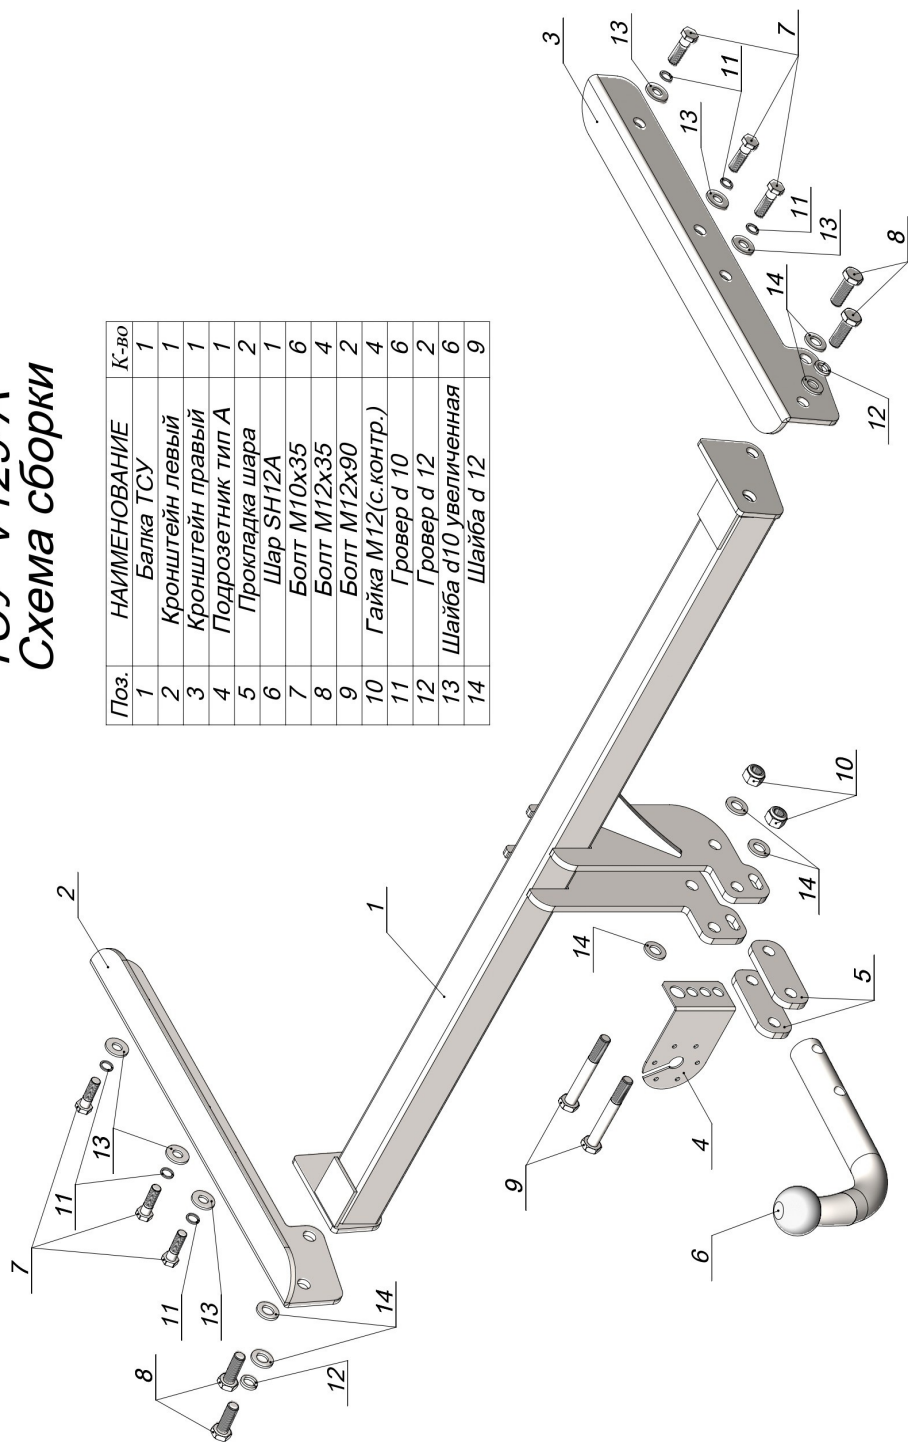 Схема сборки
Поз. НАИМЕНОВАНИЕ К-во
1 Балка ТСУ 1
2 Кронштейн левый 1
3 Кронштейн правый 1
4 Подрозетник тип А 1
5 Прокладка шара 2
6 Шар SH12A 1
7 Болт М10х35 6
8 Болт М12х35 4
9 Болт М12х90 2
10 Гайка М12(с.контр.) 4
11 Гровер d 10 6
12 Гровер d 12 2
13 Шайба d10 увеличенная 6
14 Шайба d 12 9
7
11
2
13
8
11
13
12
1
14
9
3
14
13
13
6
4
11
14
7
11
14
13
10
5
12
8